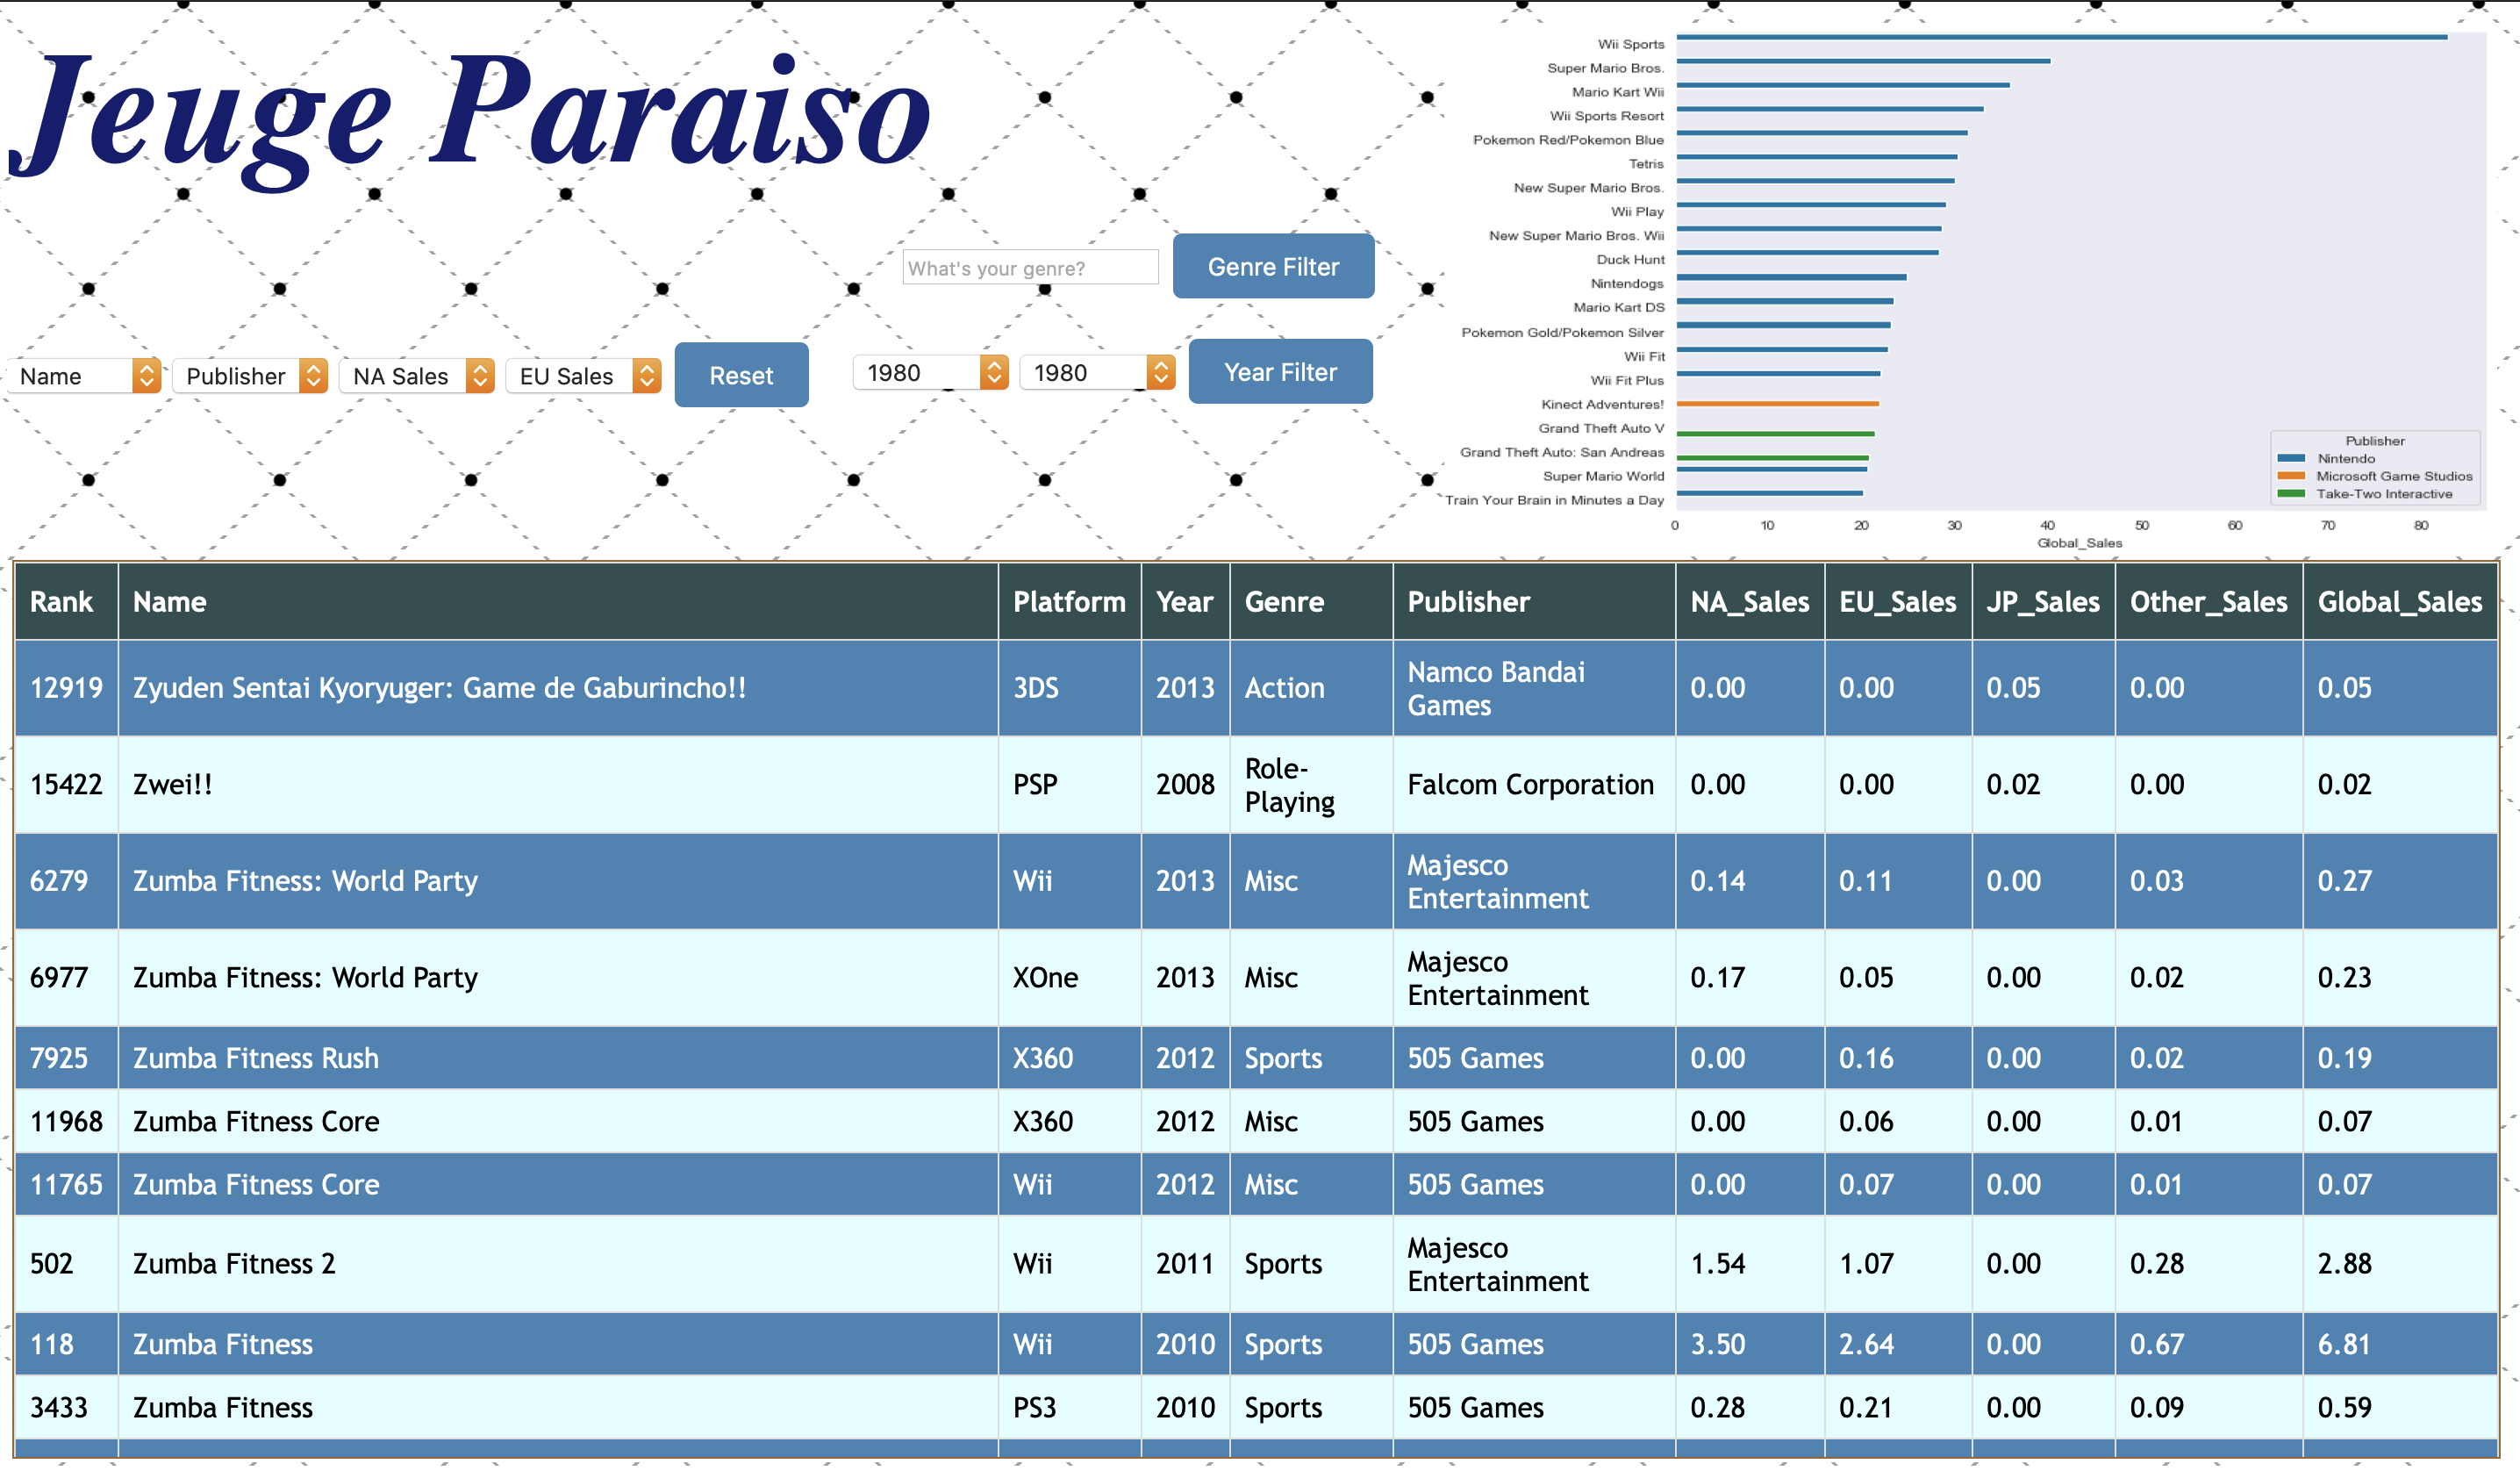 Jeuge Paraiso
What's your genre? Genre Filter
Name Publisher NA Sales EU Sales Reset 1980 1980 Year Filter
Wii Sports
Super Mario Bros.
Mario Kart Wii
Wii Sports Resort
Pokemon Red/Pokemon Blue
Tetris
New Super Mario Bros.
Wii Play
New Super Mario Bros. Wii
Duck Hunt
Nintendogs
Mario Kart DS
Pokemon Gold/Pokemon Silver
Wii Fit
Wii Fit Plus
Kinect Adventures!
Grand Theft Auto V
Grand Theft Auto: San Andreas
Super Mario World
Train Your Brain in Minutes a Day
Publisher
Nintendo
Microsoft Game Studios
Take-Two Interactive
0 10 20 30 40 50 60 70 80
Global_Sales
Rank Name Platform Year Genre Publisher NA_Sales EU_Sales JP_Sales Other_Sales Global_Sales
12919 Zyuden Sentai Kyoryuger: Game de Gaburincho!! 3DS 2013 Action Namco Bandai Games 0.00 0.00 0.05 0.00 0.05
15422 Zwei!! PSP 2008 Role-Playing Falcom Corporation 0.00 0.00 0.02 0.00 0.02
6279 Zumba Fitness: World Party Wii 2013 Misc Majesco Entertainment 0.14 0.11 0.00 0.03 0.27
6977 Zumba Fitness: World Party XOne 2013 Misc Majesco Entertainment 0.17 0.05 0.00 0.02 0.23
7925 Zumba Fitness Rush X360 2012 Sports 505 Games 0.00 0.16 0.00 0.02 0.19
11968 Zumba Fitness Core X360 2012 Misc 505 Games 0.00 0.06 0.00 0.01 0.07
11765 Zumba Fitness Core Wii 2012 Misc 505 Games 0.00 0.07 0.00 0.01 0.07
502 Zumba Fitness 2 Wii 2011 Sports Majesco Entertainment 1.54 1.07 0.00 0.28 2.88
118 Zumba Fitness Wii 2010 Sports 505 Games 3.50 2.64 0.00 0.67 6.81
3433 Zumba Fitness PS3 2010 Sports 505 Games 0.28 0.21 0.00 0.09 0.59